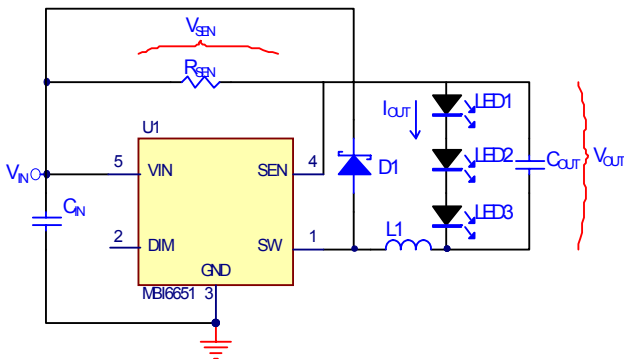 VSEN
RSEN
U1
IOUT
LED1
VIN
5
VIN
SEN
4
D1
LED2
COUT
VOUT
CIN
2
DIM
SW
1
L1
LED3
GND
MBI6651
3